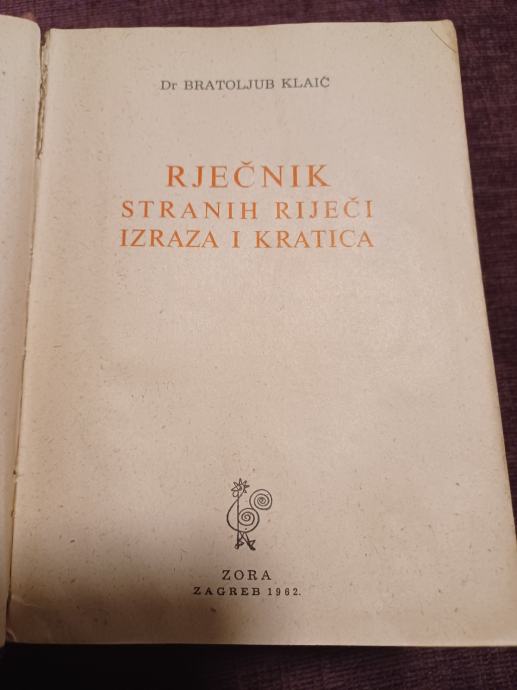 Dr BRATOLJUB KLAIĆ
RJEČNIK
STRANIH RIJEČI
IZRAZA I KRATICA
ZORA
ZAGREB 1962.